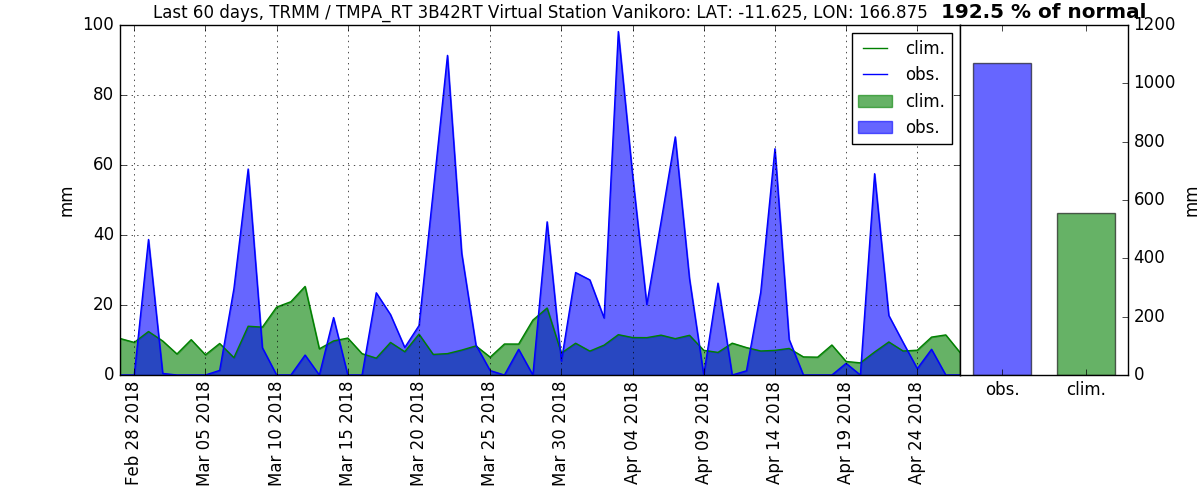 Last 60 days, TRMM / TMPA_RT 3B42RT Virtual Station Vanikoro: LAT: -11.625, LON: 166.875
192.5 % of normal
100
80
60
40
20
0
mm
clim.
obs.
clim.
obs.
1200
1000
800
600
400
200
0
mm
obs.
clim.
Feb 28 2018
Mar 05 2018
Mar 10 2018
Mar 15 2018
Mar 20 2018
Mar 25 2018
Mar 30 2018
Apr 04 2018
Apr 09 2018
Apr 14 2018
Apr 19 2018
Apr 24 2018